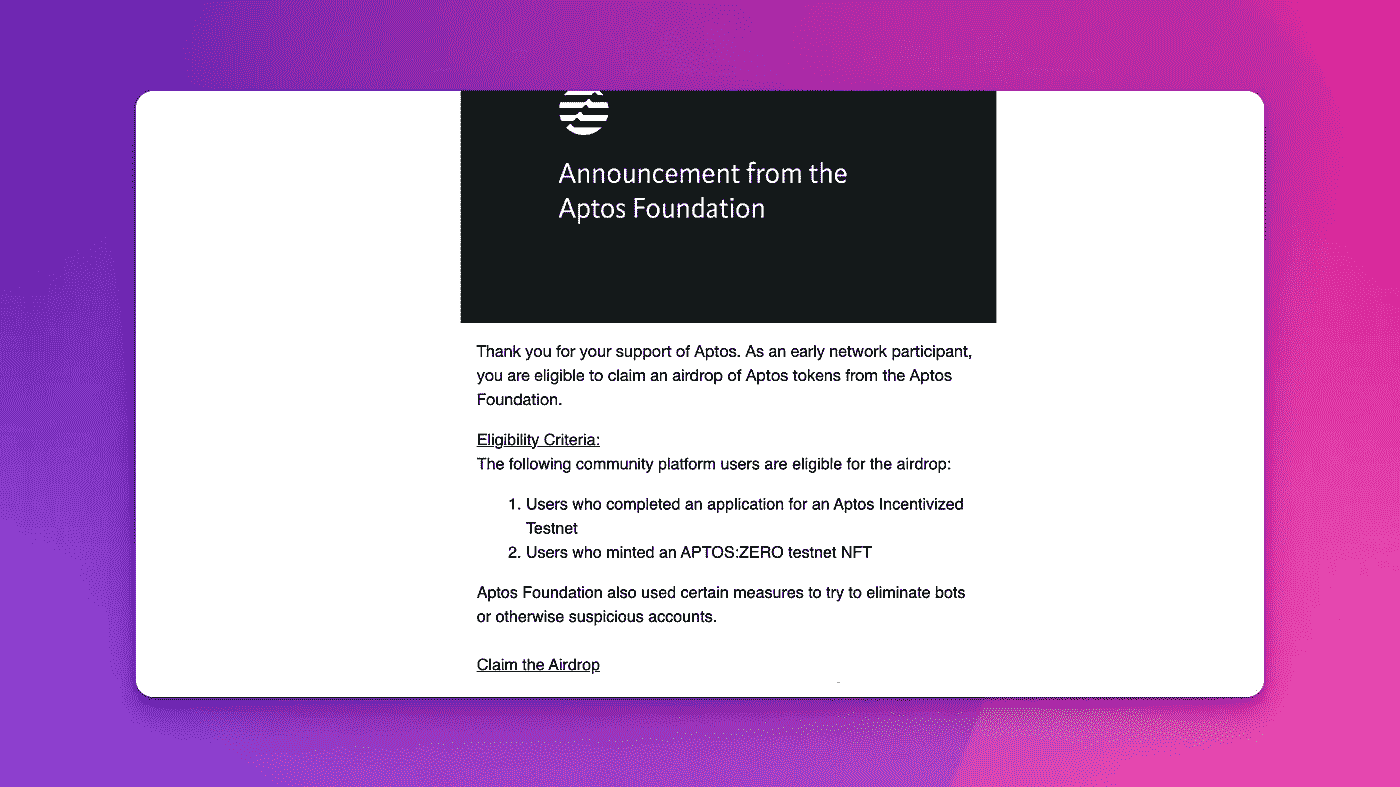 Announcement from the
Aptos Foundation
Thank you for your support of Aptos. As an early network participant,
you are eligible to claim an airdrop of Aptos tokens from the Aptos
Foundation.
Eligibility Criteria:
The following community platform users are eligible for the airdrop:
1. Users who completed an application for an Aptos Incentivized
Testnet
2. Users who minted an APTOS:ZERO testnet NFT
Aptos Foundation also used certain measures to try to eliminate bots
or otherwise suspicious accounts.
Claim the Airdrop